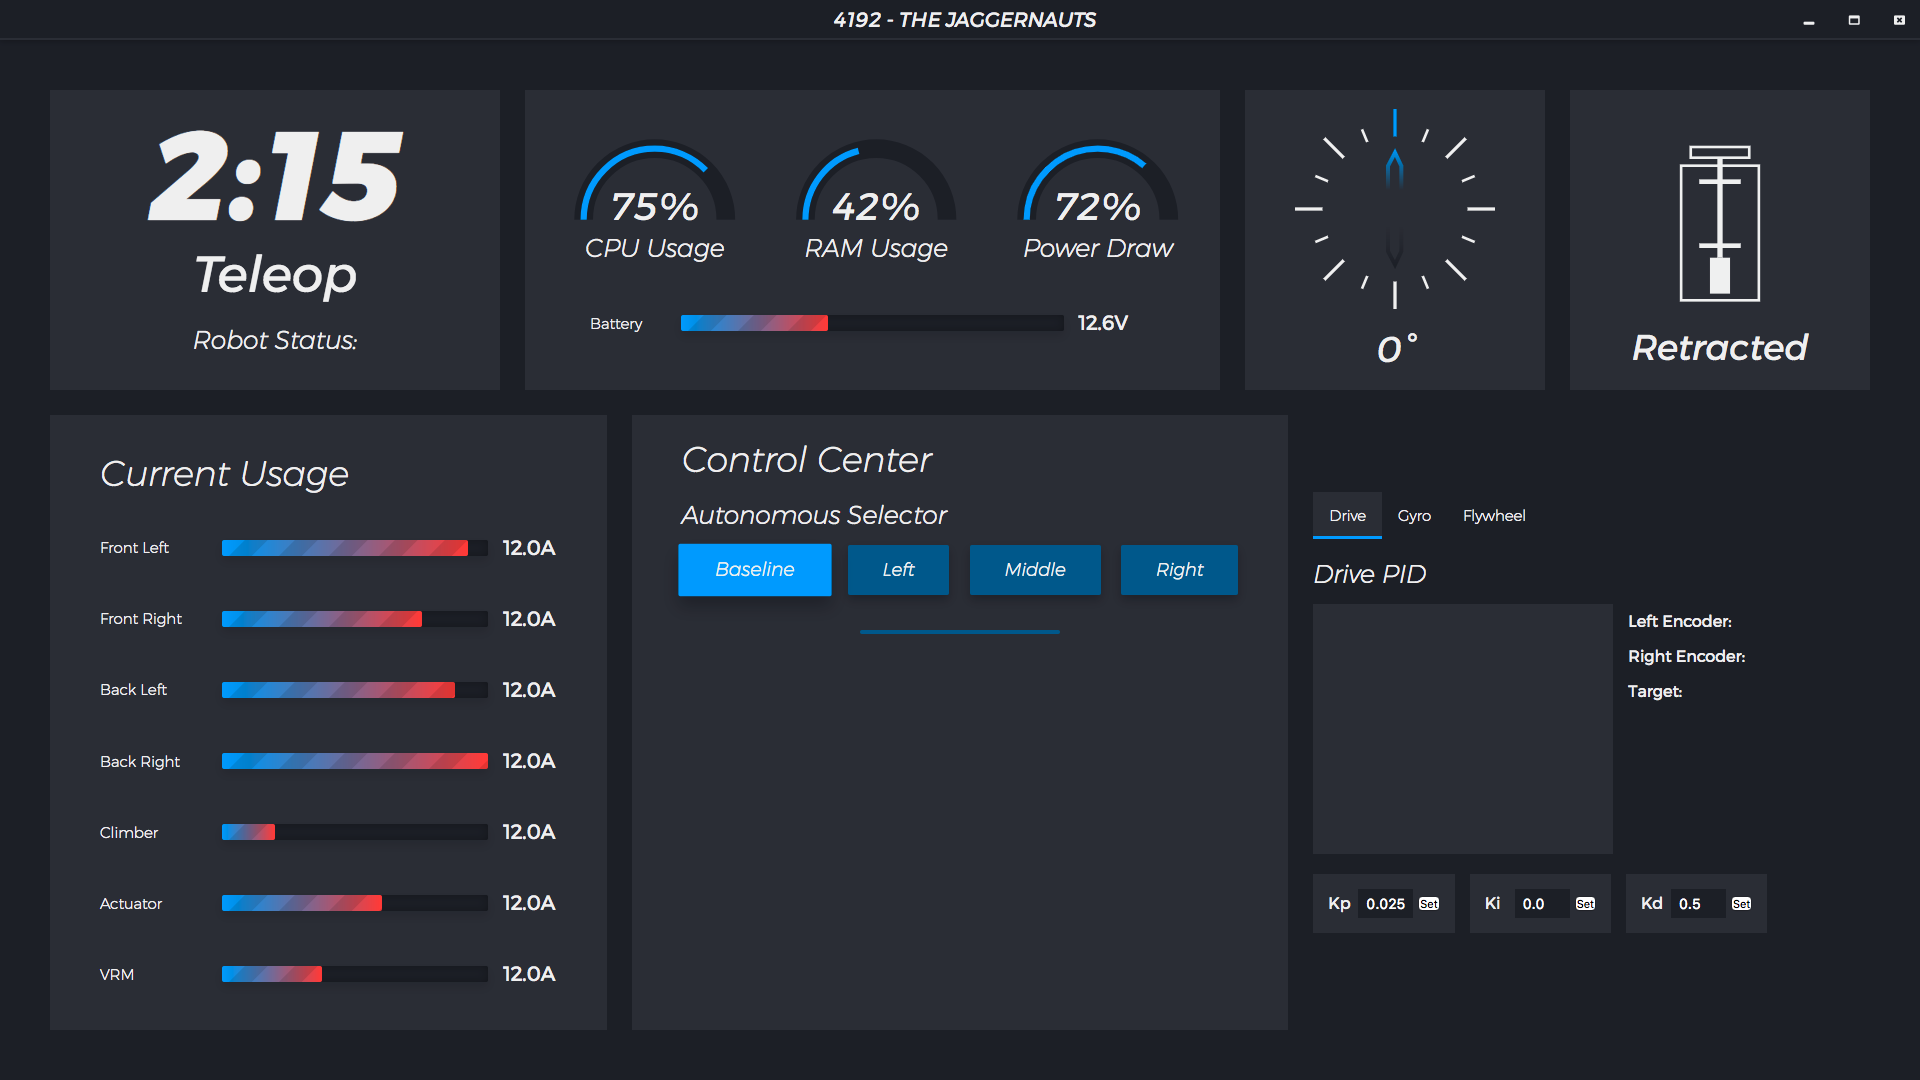 4192 - THE JAGGERNAUTS
2:15
Teleop
Robot Status:
75%
CPU Usage
42%
RAM Usage
72%
Power Draw
Battery 12.6V
0°
Retracted
Current Usage
Front Left 12.0A
Front Right 12.0A
Back Left 12.0A
Back Right 12.0A
Climber 12.0A
Actuator 12.0A
VRM 12.0A
Control Center
Autonomous Selector
Baseline Left Middle Right
Drive Gyro Flywheel
Drive PID
Left Encoder:
Right Encoder:
Target:
Kp 0.025 Set Ki 0.0 Set Kd 0.5 Set